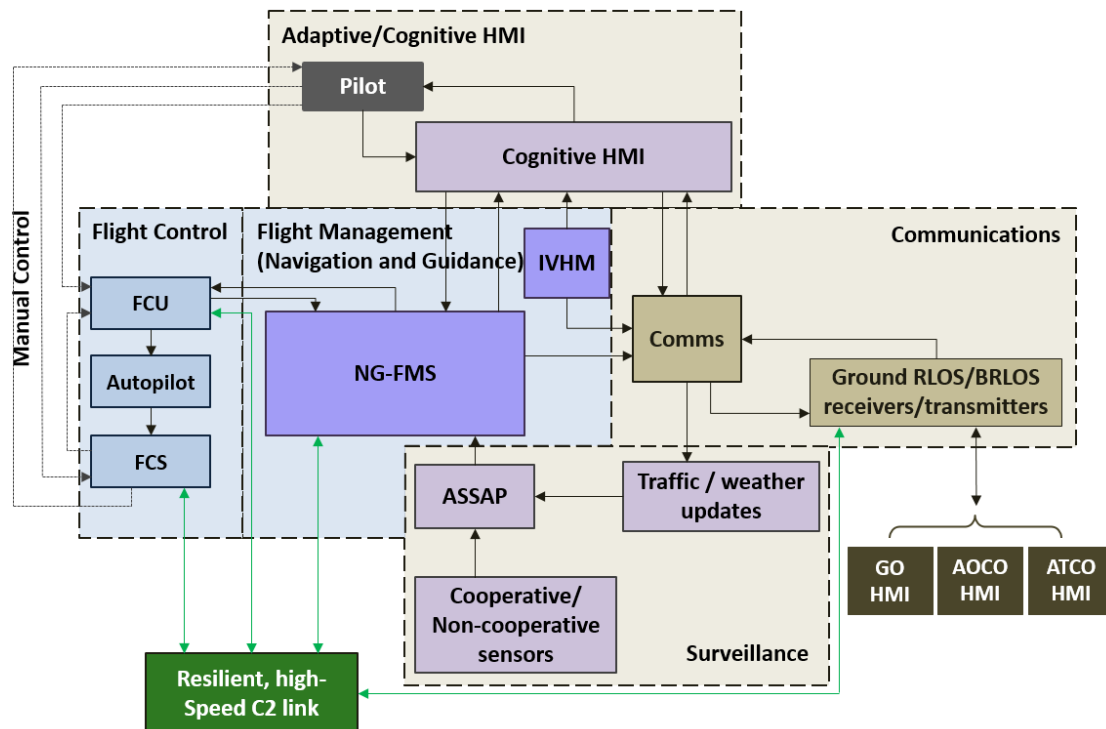 Adaptive/Cognitive HMI
Pilot
Cognitive HMI
Manual Control
Flight Control
FCU
Autopilot
FCS
Flight Management
(Navigation and Guidance)
IVHM
NG-FMS
Communications
Comms
Ground RLOS/BRLOS
receivers/transmitters
ASSAP
Traffic / weather
updates
Cooperative/
Non-cooperative
sensors
Surveillance
GO
HMI
AOCO
HMI
ATCO
HMI
Resilient, high-
Speed C2 link